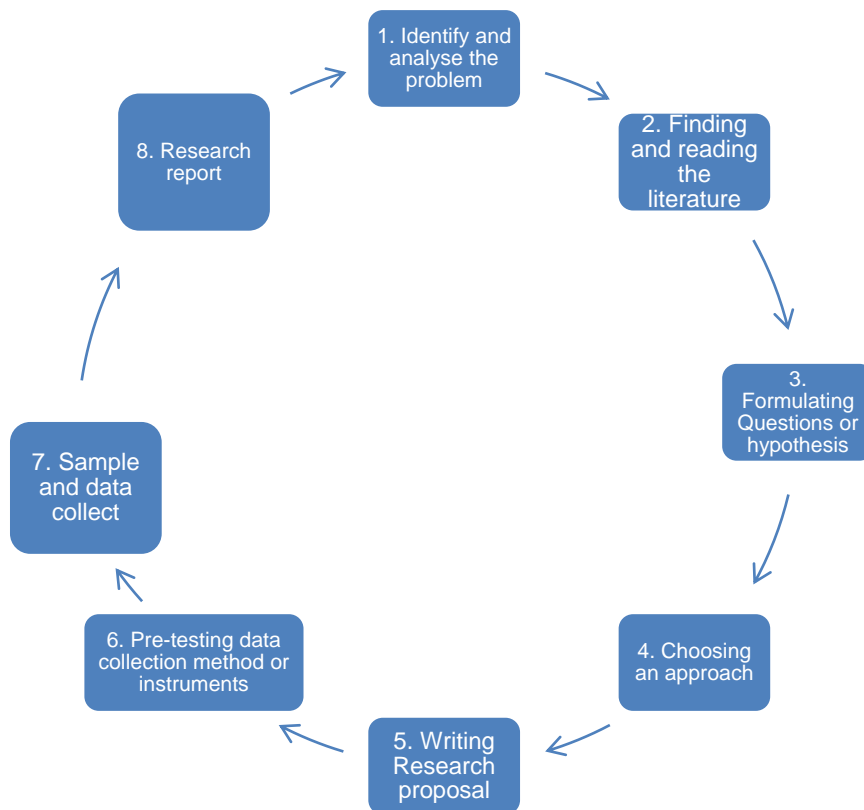 1. Identify and
analyse the
problem
2. Finding
and reading
the
literature
3.
Formulating
Questions or
hypothesis
4. Choosing
an approach
5. Writing
Research
proposal
6. Pre-testing data
collection method or
instruments
7. Sample
and data
collect
8. Research
report